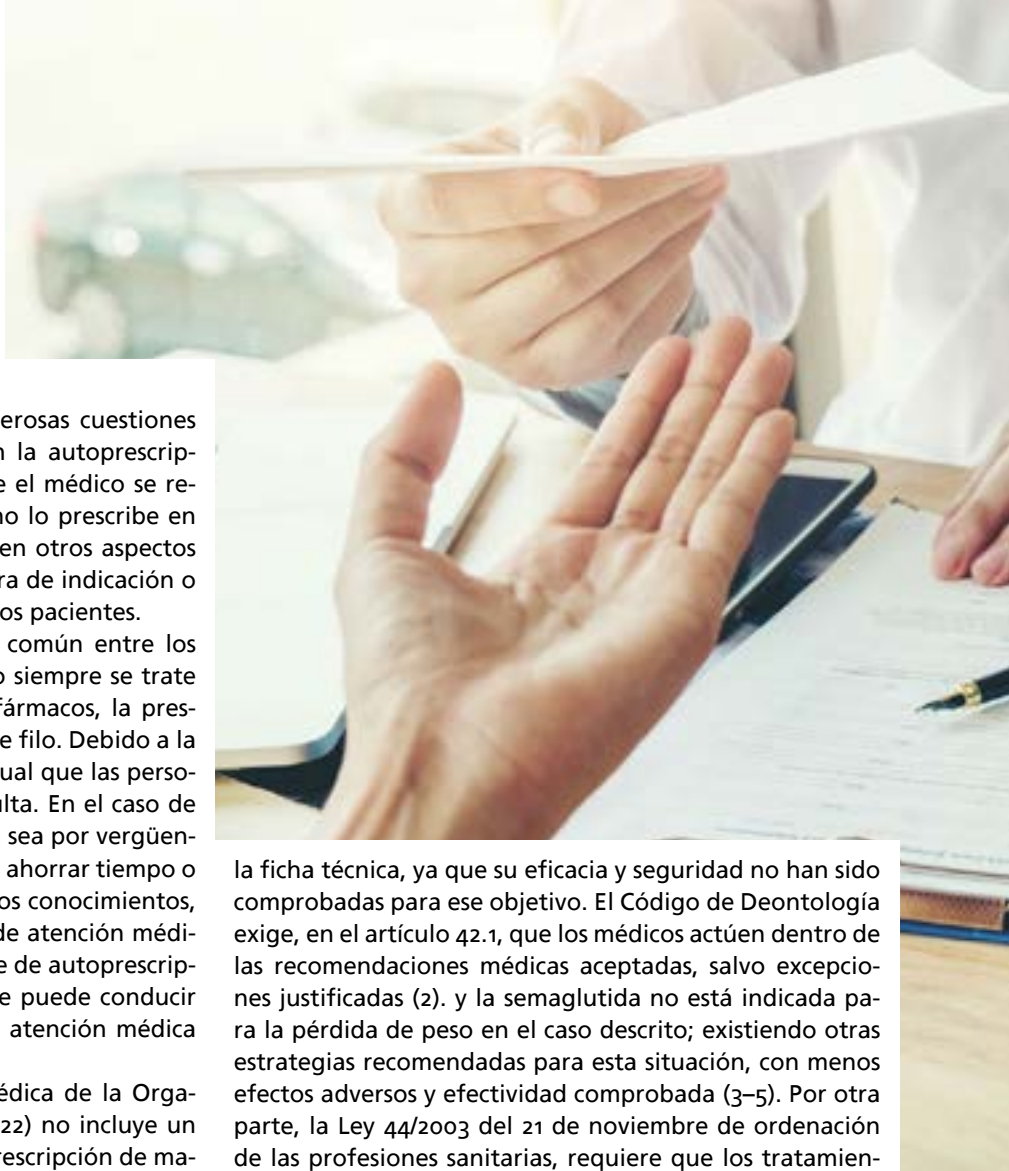 erosas cuestiones
n la autoprescrip-
e el médico se re-
no lo prescribe en
en otros aspectos
ra de indicación o
os pacientes.
común entre los
o siempre se trate
fármacos, la pres-
e filo. Debido a la
ual que las perso-
ulta. En el caso de
sea por vergüen-
ahorrar tiempo o
os conocimientos,
de atención médi-
e de autoprescrip-
e puede conducir
atención médica
édica de la Orga-
22) no incluye un
rescripción de ma-
la ficha técnica, ya que su eficacia y seguridad no han sido
comprobadas para ese objetivo. El Código de Deontología
exige, en el artículo 42.1, que los médicos actúen dentro de
las recomendaciones médicas aceptadas, salvo excepcio-
nes justificadas (2). y la semaglutida no está indicada pa-
ra la pérdida de peso en el caso descrito; existiendo otras
estrategias recomendadas para esta situación, con menos
efectos adversos y efectividad comprobada (3–5). Por otra
parte, la Ley 44/2003 del 21 de noviembre de ordenación
de las profesiones sanitarias, requiere que los tratamien-